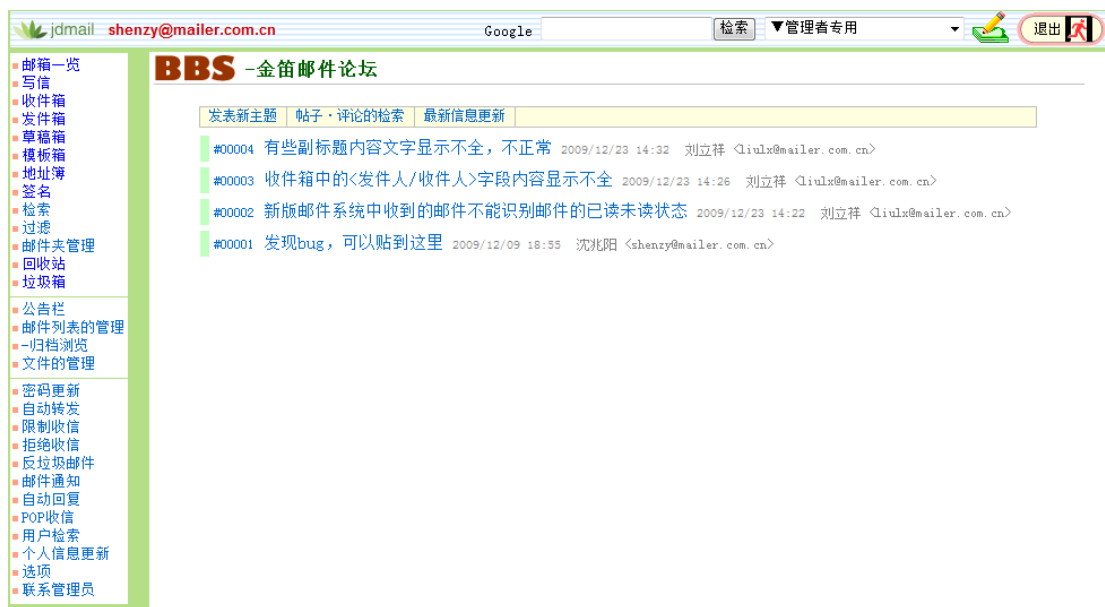 jdmail shenzy@mailer.com.cn Google 检索 ▼管理者专用 退出
邮箱一览
写信
收件箱
发件箱
草稿箱
模板箱
地址簿
签名
检索
过滤
邮件夹管理
回收站
垃圾箱
公告栏
邮件列表的管理
-归档浏览
文件的管理
密码更新
自动转发
限制收信
拒绝收信
反垃圾邮件
邮件通知
自动回复
POP收信
用户检索
个人信息更新
选项
联系管理员
BBS -金笛邮件论坛
发表新主题 帖子·评论的检索 最新信息更新
#00004 有些副标题内容文字显示不全，不正常 2009/12/23 14:32 刘立祥 <liulx@mailer.com.cn>
#00003 收件箱中的<发件人/收件人>字段内容显示不全 2009/12/23 14:26 刘立祥 <liulx@mailer.com.cn>
#00002 新版邮件系统中收到的邮件不能识别邮件的已读未读状态 2009/12/23 14:22 刘立祥 <liulx@mailer.com.cn>
#00001 发现bug，可以贴到这里 2009/12/09 18:55 沈兆阳 <shenzy@mailer.com.cn>